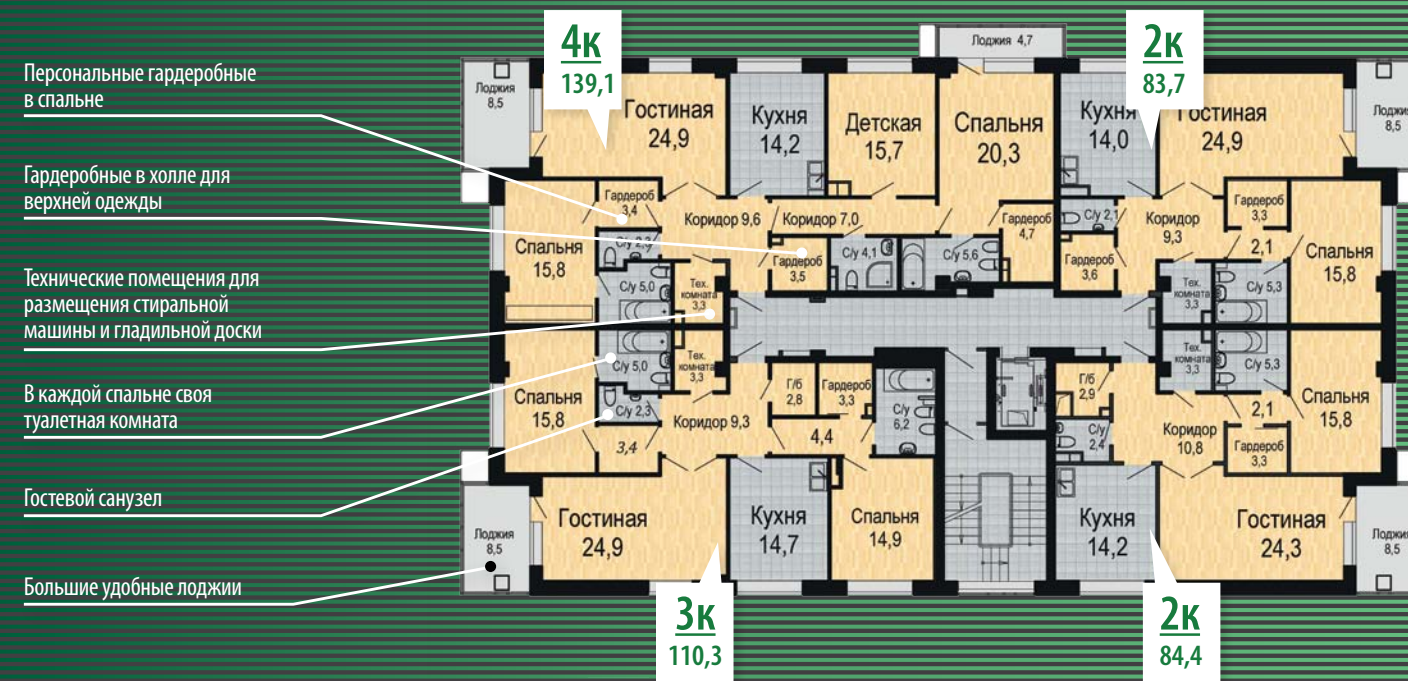 Персональные гардеробные
в спальне
Гардеробные в холле для
верхней одежды
Технические помещения для
размещения стиральной
машины и гладильной доски
В каждой спальне своя
туалетная комната
Гостевой санузел
Большие удобные лоджии
4к
139,1
Лоджия
8,5
Гостиная
24,9
Кухня
14,2
Детская
15,7
Лоджия 4,7
Спальня
20,3
Гардероб
3,4
Коридор 9,6
Коридор 7,0
Гардероб
4,7
Спальня
15,8
С/у 2,3
С/у 5,0
Тех.
комната
3,3
Гардероб
3,5
С/у 4,1
С/у 5,6
2к
83,7
Кухня
14,0
Гостиная
24,9
Лоджия
8,5
С/у 2,1
Коридор
9,3
Гардероб
3,3
Гардероб
3,6
2,1
Спальня
15,8
Тех.
комната
3,3
С/у 5,3
Спальня
15,8
С/у 5,0
Тех.
комната
3,3
С/у 2,3
3,4
Коридор 9,3
Г/б
2,8
Гардероб
3,3
С/у
6,2
4,4
Лоджия
8,5
Гостиная
24,9
Кухня
14,7
Спальня
14,9
3к
110,3
Тех.
комната
3,3
С/у 5,3
Г/б
2,9
С/у
2,4
Коридор
10,8
2,1
Гардероб
3,3
Спальня
15,8
Кухня
14,2
Гостиная
24,3
Лоджия
8,5
2к
84,4